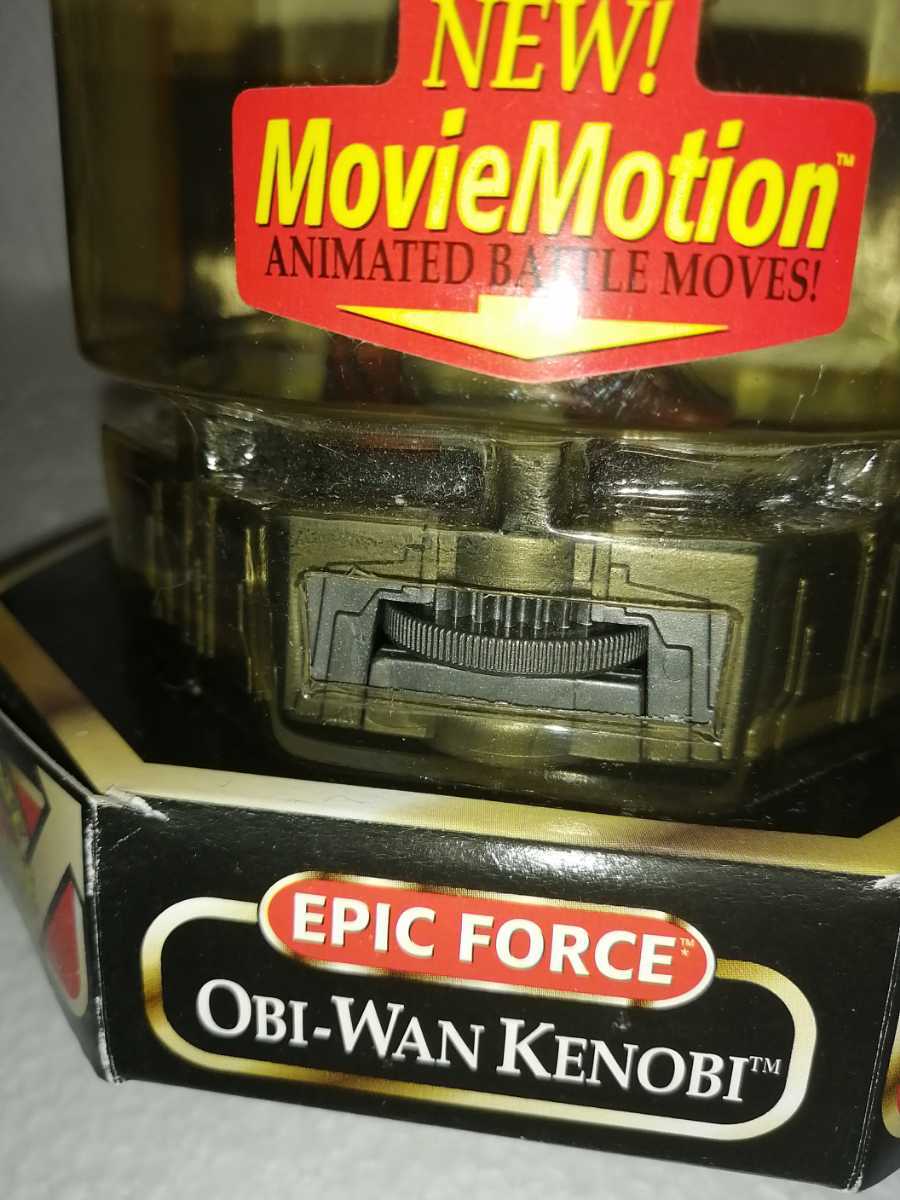 NEW!
MovieMotion™
ANIMATED BATTLE MOVES!
EPIC FORCE™*
OBI-WAN KENOBI™